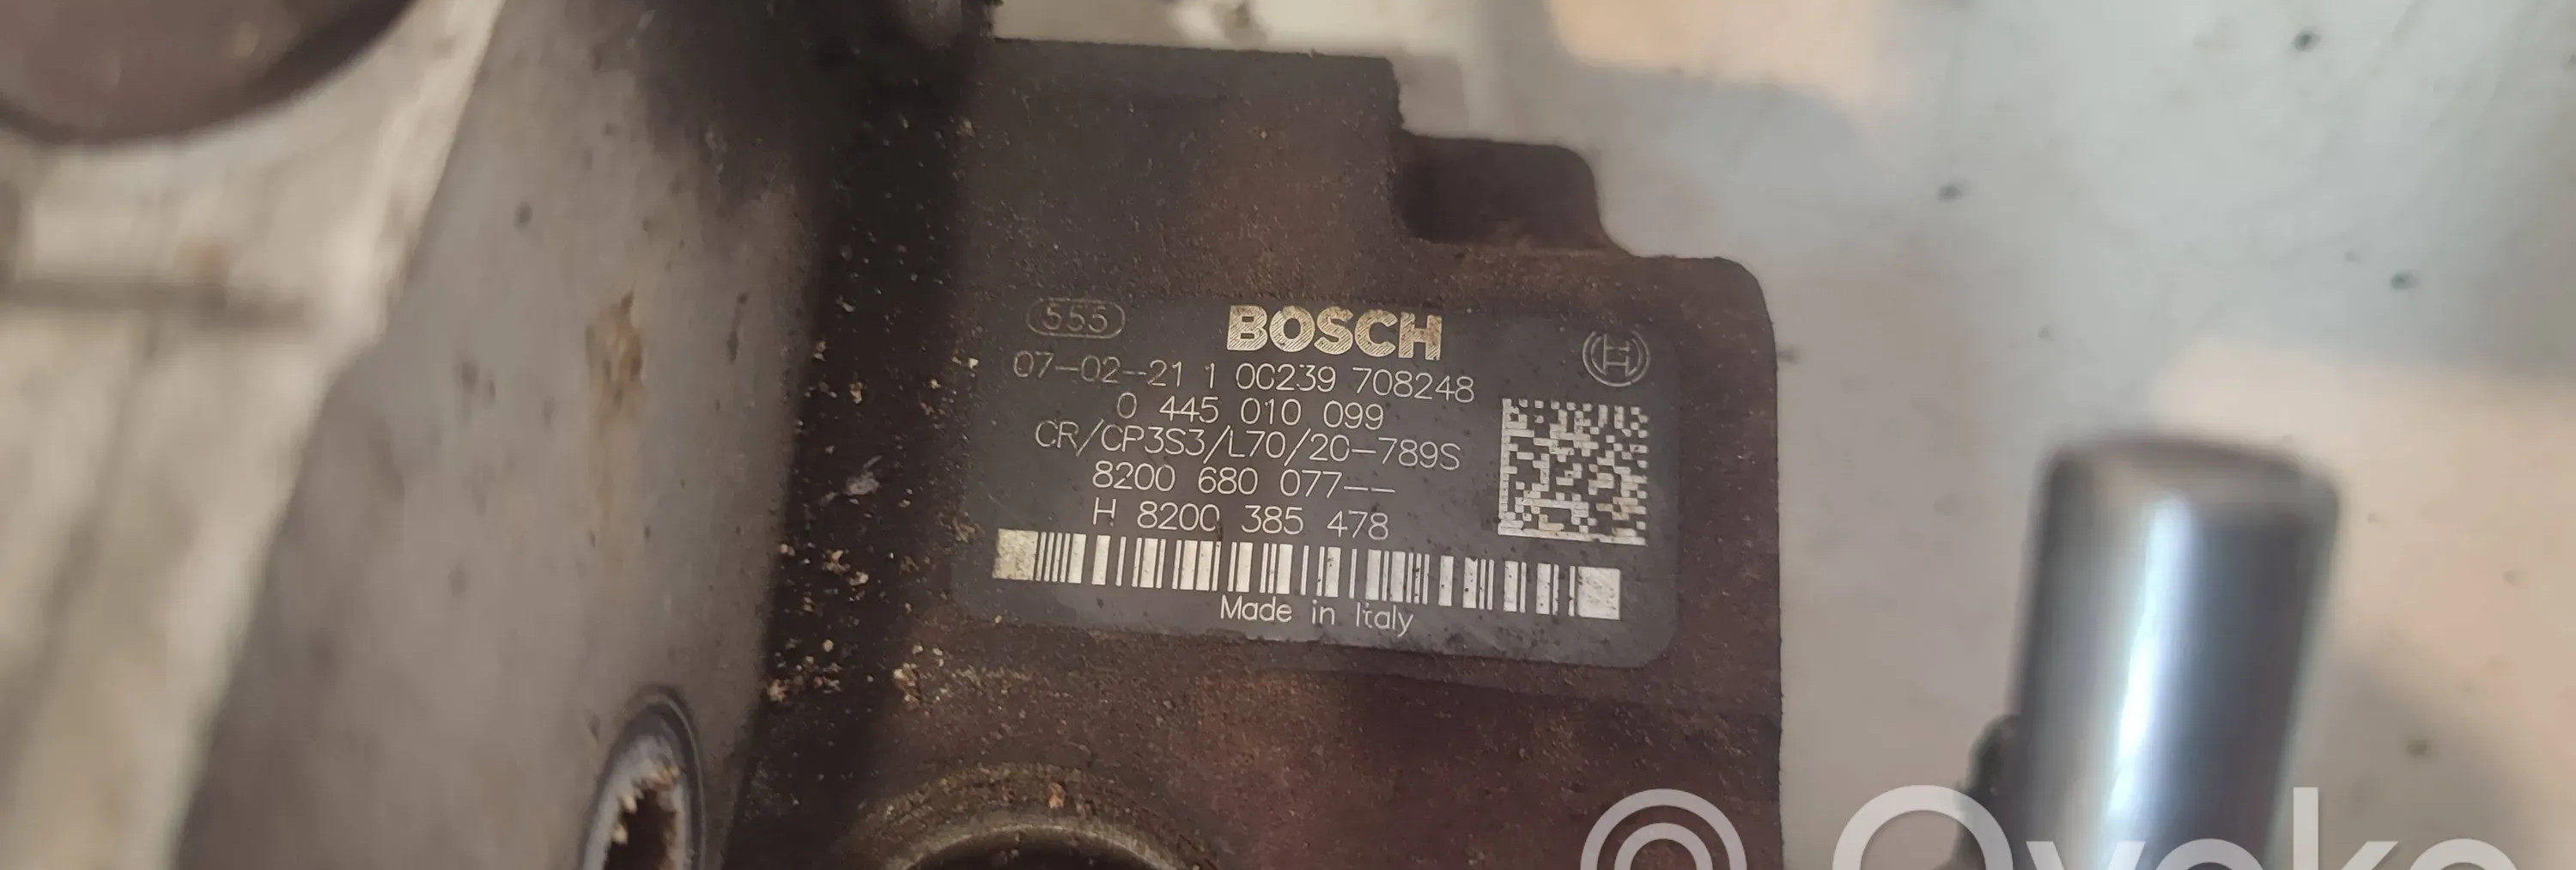 555
BOSCH
07-02-21 1 00239 708248
0 445 010 099
CR/CP3S3/L70/20-789S
8200 680 077--
H 8200 385 478
Made in Italy